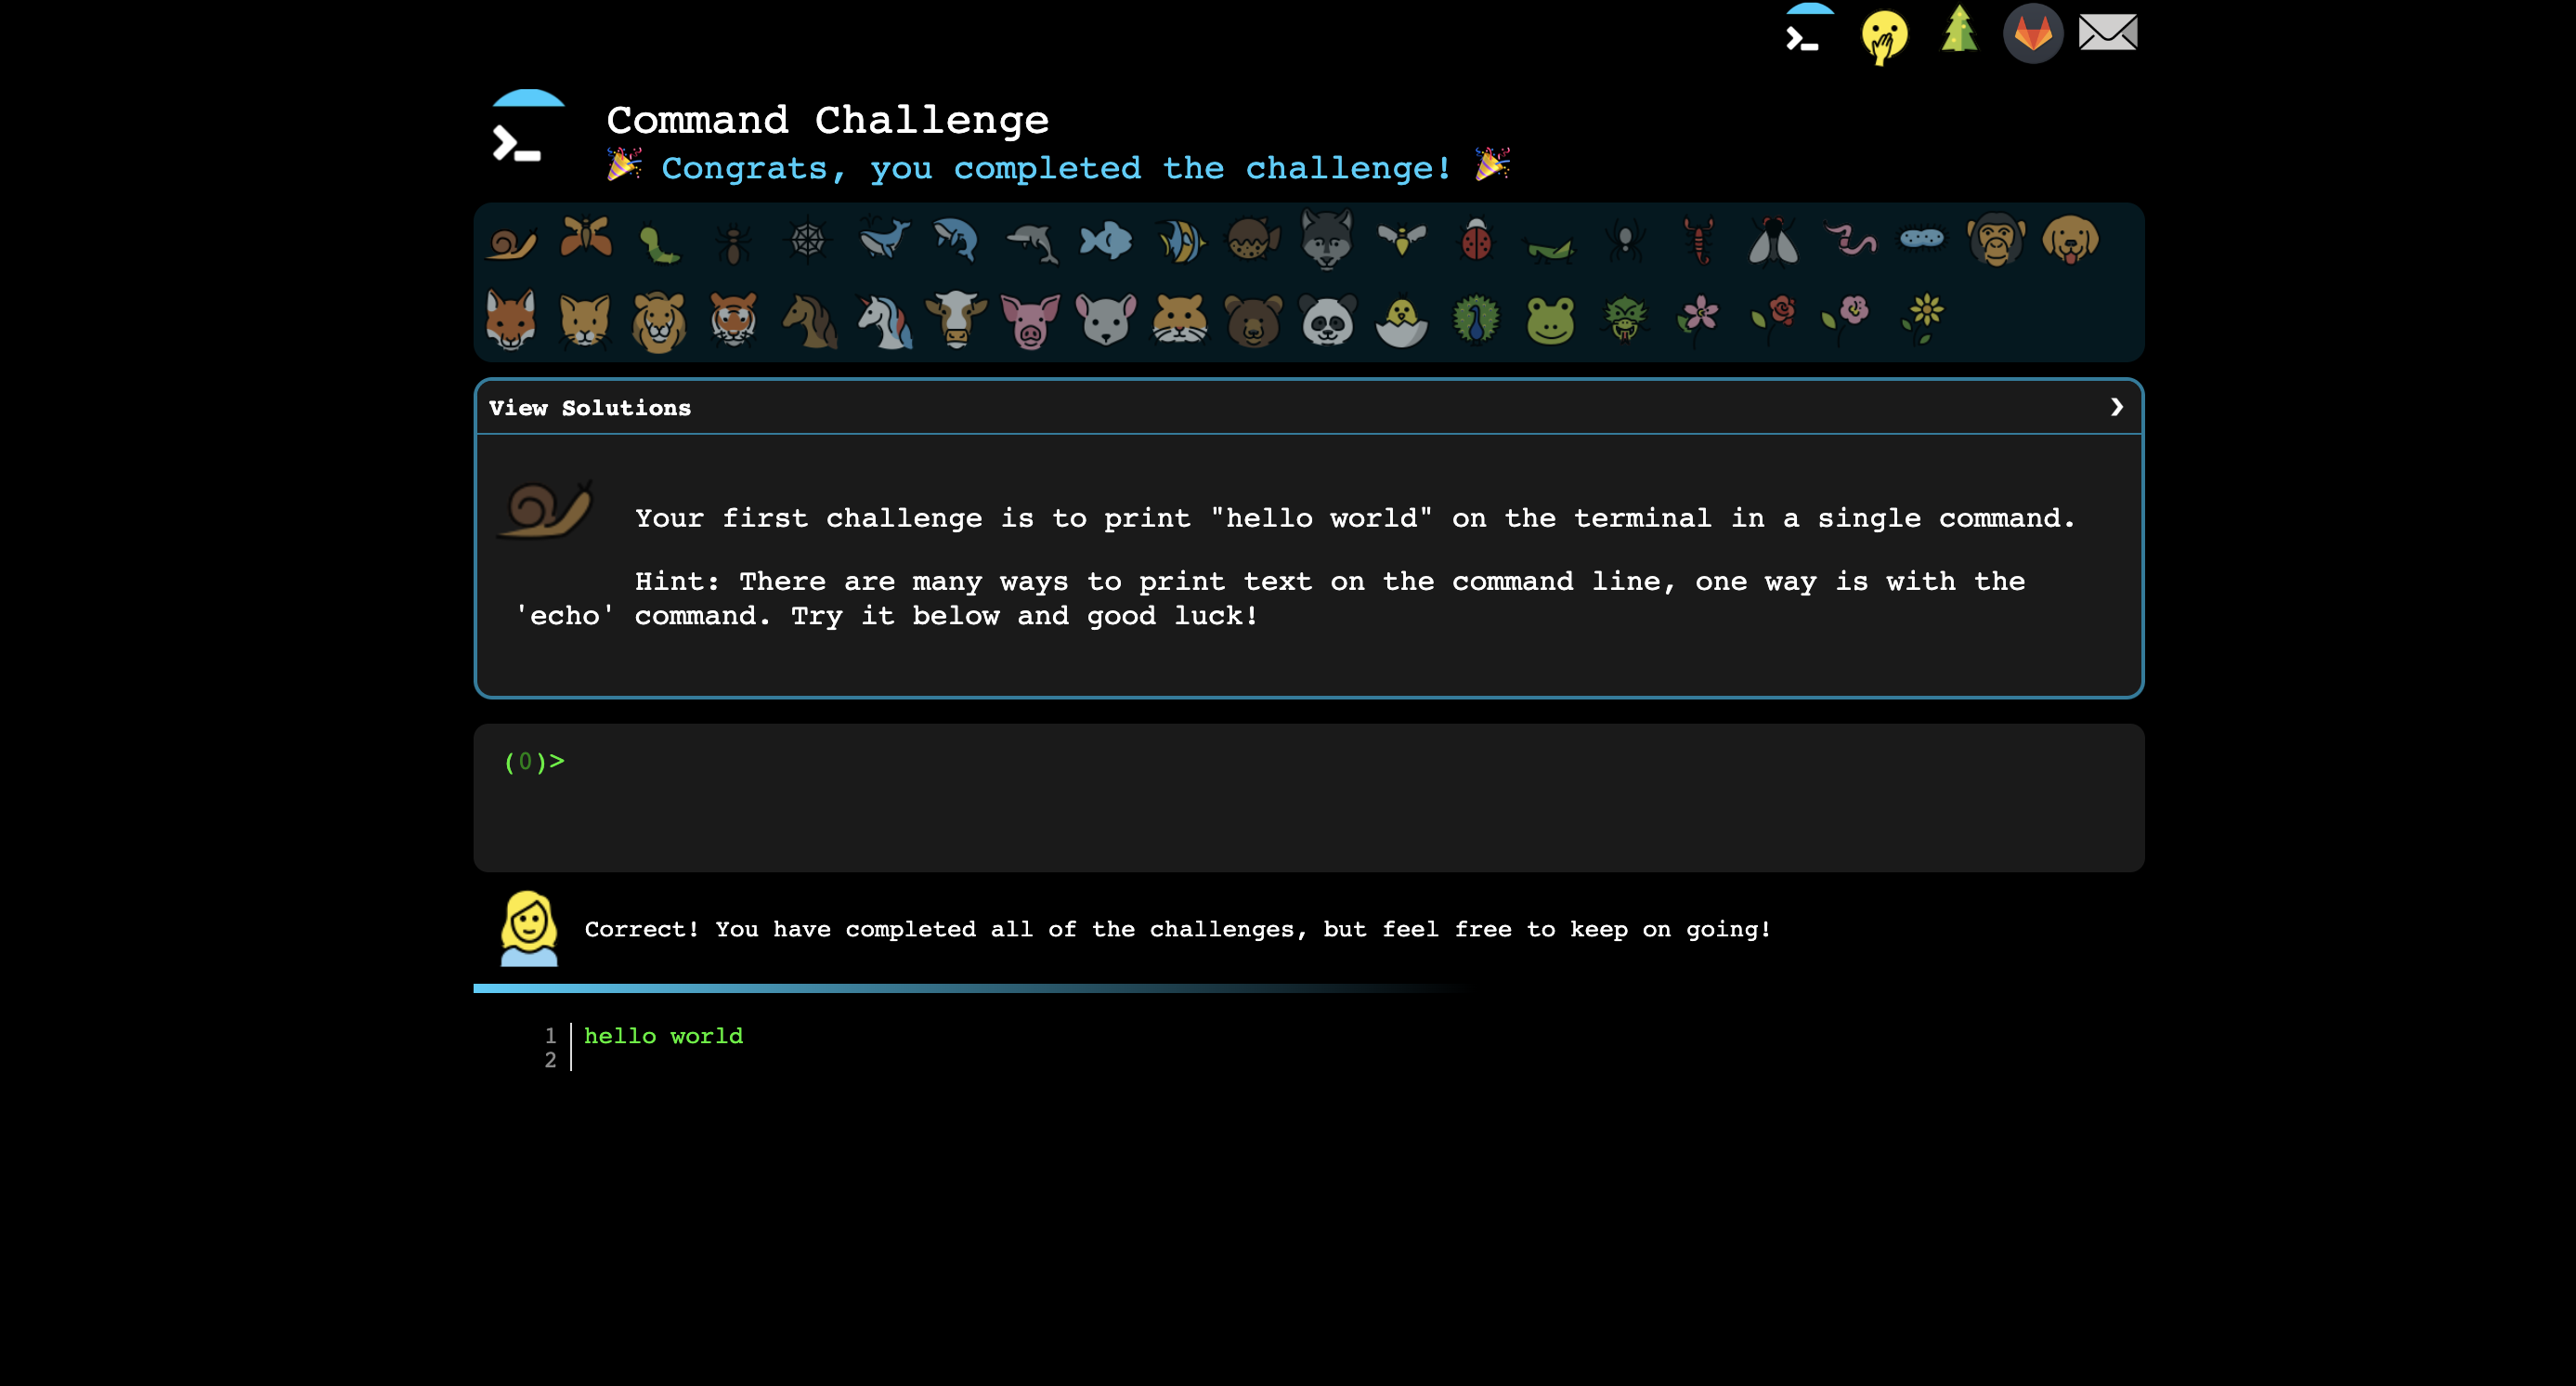 Command Challenge
🎉 Congrats, you completed the challenge! 🎉
View Solutions
Your first challenge is to print "hello world" on the terminal in a single command.
Hint: There are many ways to print text on the command line, one way is with the
'echo' command. Try it below and good luck!
(0)>
Correct! You have completed all of the challenges, but feel free to keep on going!
1 hello world
2